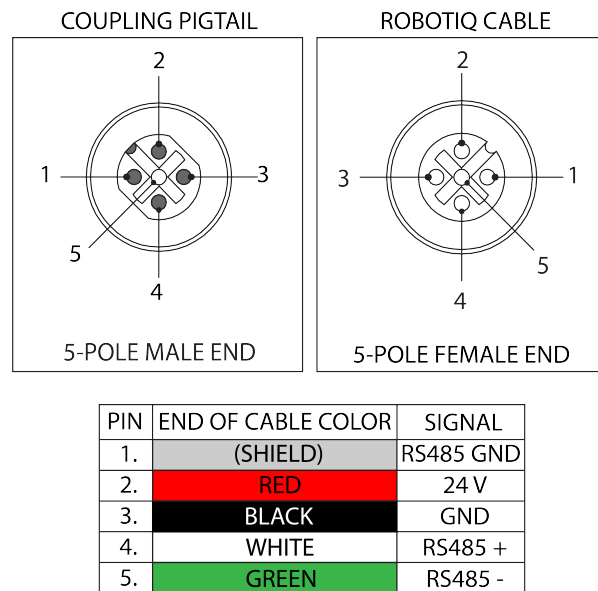 COUPLING PIGTAIL
2
1
3
5
4
5-POLE MALE END
ROBOTIQ CABLE
2
3
1
5
4
5-POLE FEMALE END
PIN END OF CABLE COLOR SIGNAL
1. (SHIELD) RS485 GND
2. RED 24 V
3. BLACK GND
4. WHITE RS485 +
5. GREEN RS485 -